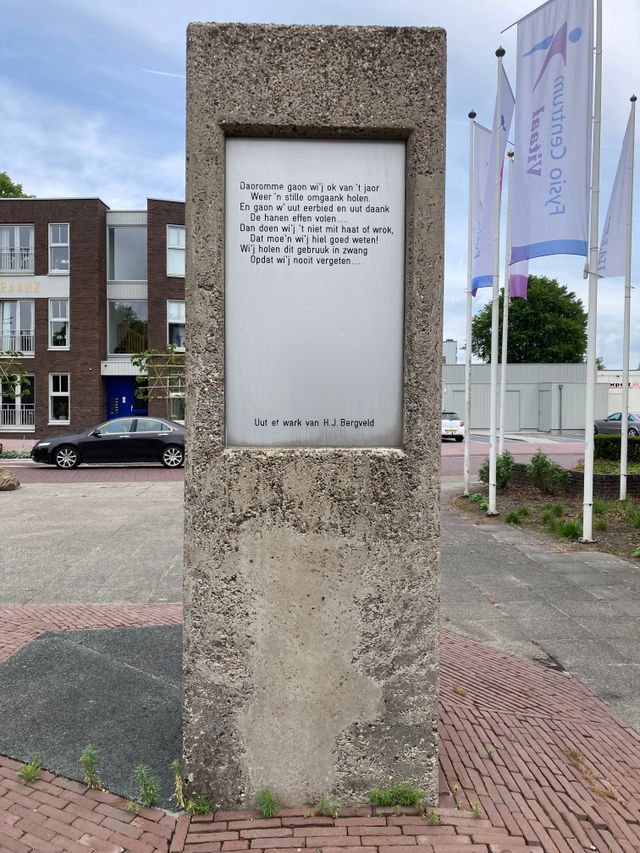 Daoromme gaon wi'j ok van 't jaor
Weer 'n stille omgaank holen.
En gaon w' uut eerbied en uut daank
De hanen effen volen.....
Dan doen wi'j 't niet mit haat of wrok,
Dat moe'n wi'j hiel goed weten!
Wi'j holen dit gebruuk in zwang
Opdat wi'j nooit vergeten.....
Uut et wark van H.J. Bergveld
Vitaal
Fysio Centrum